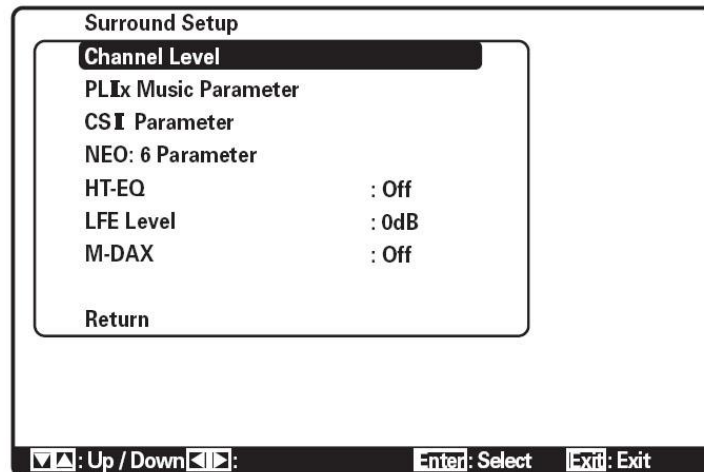 Surround Setup
Channel Level
PLIIx Music Parameter
CSII Parameter
NEO: 6 Parameter
HT-EQ : Off
LFE Level : 0dB
M-DAX : Off
Return
▼▲: Up / Down ◀▶: Enter: Select Exit: Exit